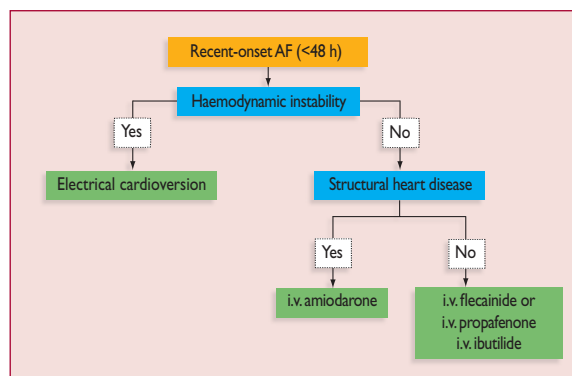 Recent-onset AF (<48 h)
Haemodynamic instability
Yes
No
Electrical cardioversion
Structural heart disease
Yes
No
i.v. amiodarone
i.v. flecainide or
i.v. propafenone
i.v. ibutilide